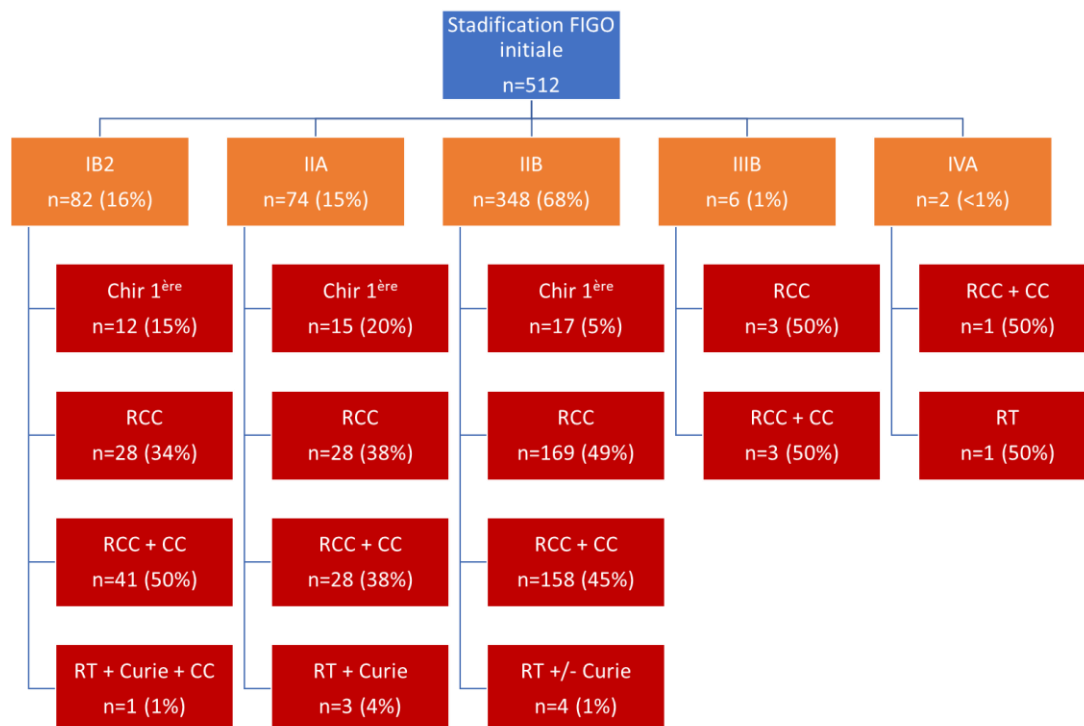 Stadification FIGO
initiale
n=512
IB2
n=82 (16%)
IIA
n=74 (15%)
IIB
n=348 (68%)
IIIB
n=6 (1%)
IVA
n=2 (<1%)
Chir 1ère
n=12 (15%)
Chir 1ère
n=15 (20%)
Chir 1ère
n=17 (5%)
RCC
n=3 (50%)
RCC + CC
n=1 (50%)
RCC
n=28 (34%)
RCC
n=28 (38%)
RCC
n=169 (49%)
RCC + CC
n=3 (50%)
RT
n=1 (50%)
RCC + CC
n=41 (50%)
RCC + CC
n=28 (38%)
RCC + CC
n=158 (45%)
RT + Curie + CC
n=1 (1%)
RT + Curie
n=3 (4%)
RT +/- Curie
n=4 (1%)